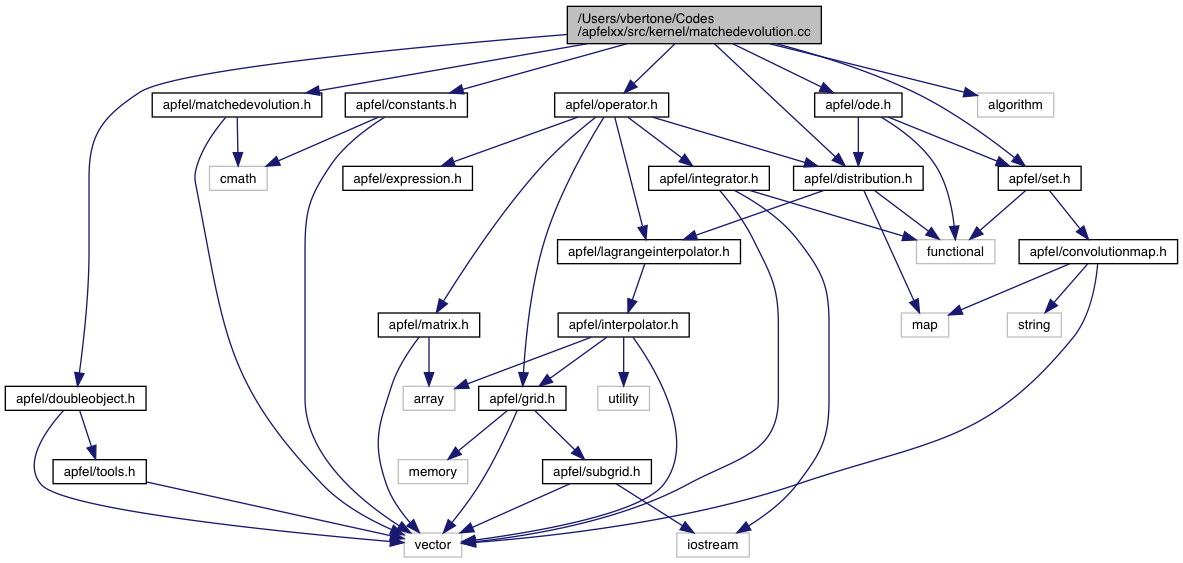 /Users/vbertone/Codes
/apfelxx/src/kernel/matchedevolution.cc
apfel/matchedevolution.h
apfel/constants.h
apfel/operator.h
apfel/ode.h
algorithm
cmath
apfel/expression.h
apfel/integrator.h
apfel/distribution.h
apfel/set.h
apfel/lagrangeinterpolator.h
functional
apfel/convolutionmap.h
apfel/matrix.h
apfel/interpolator.h
map
string
apfel/doubleobject.h
array
apfel/grid.h
utility
apfel/tools.h
memory
apfel/subgrid.h
vector
iostream